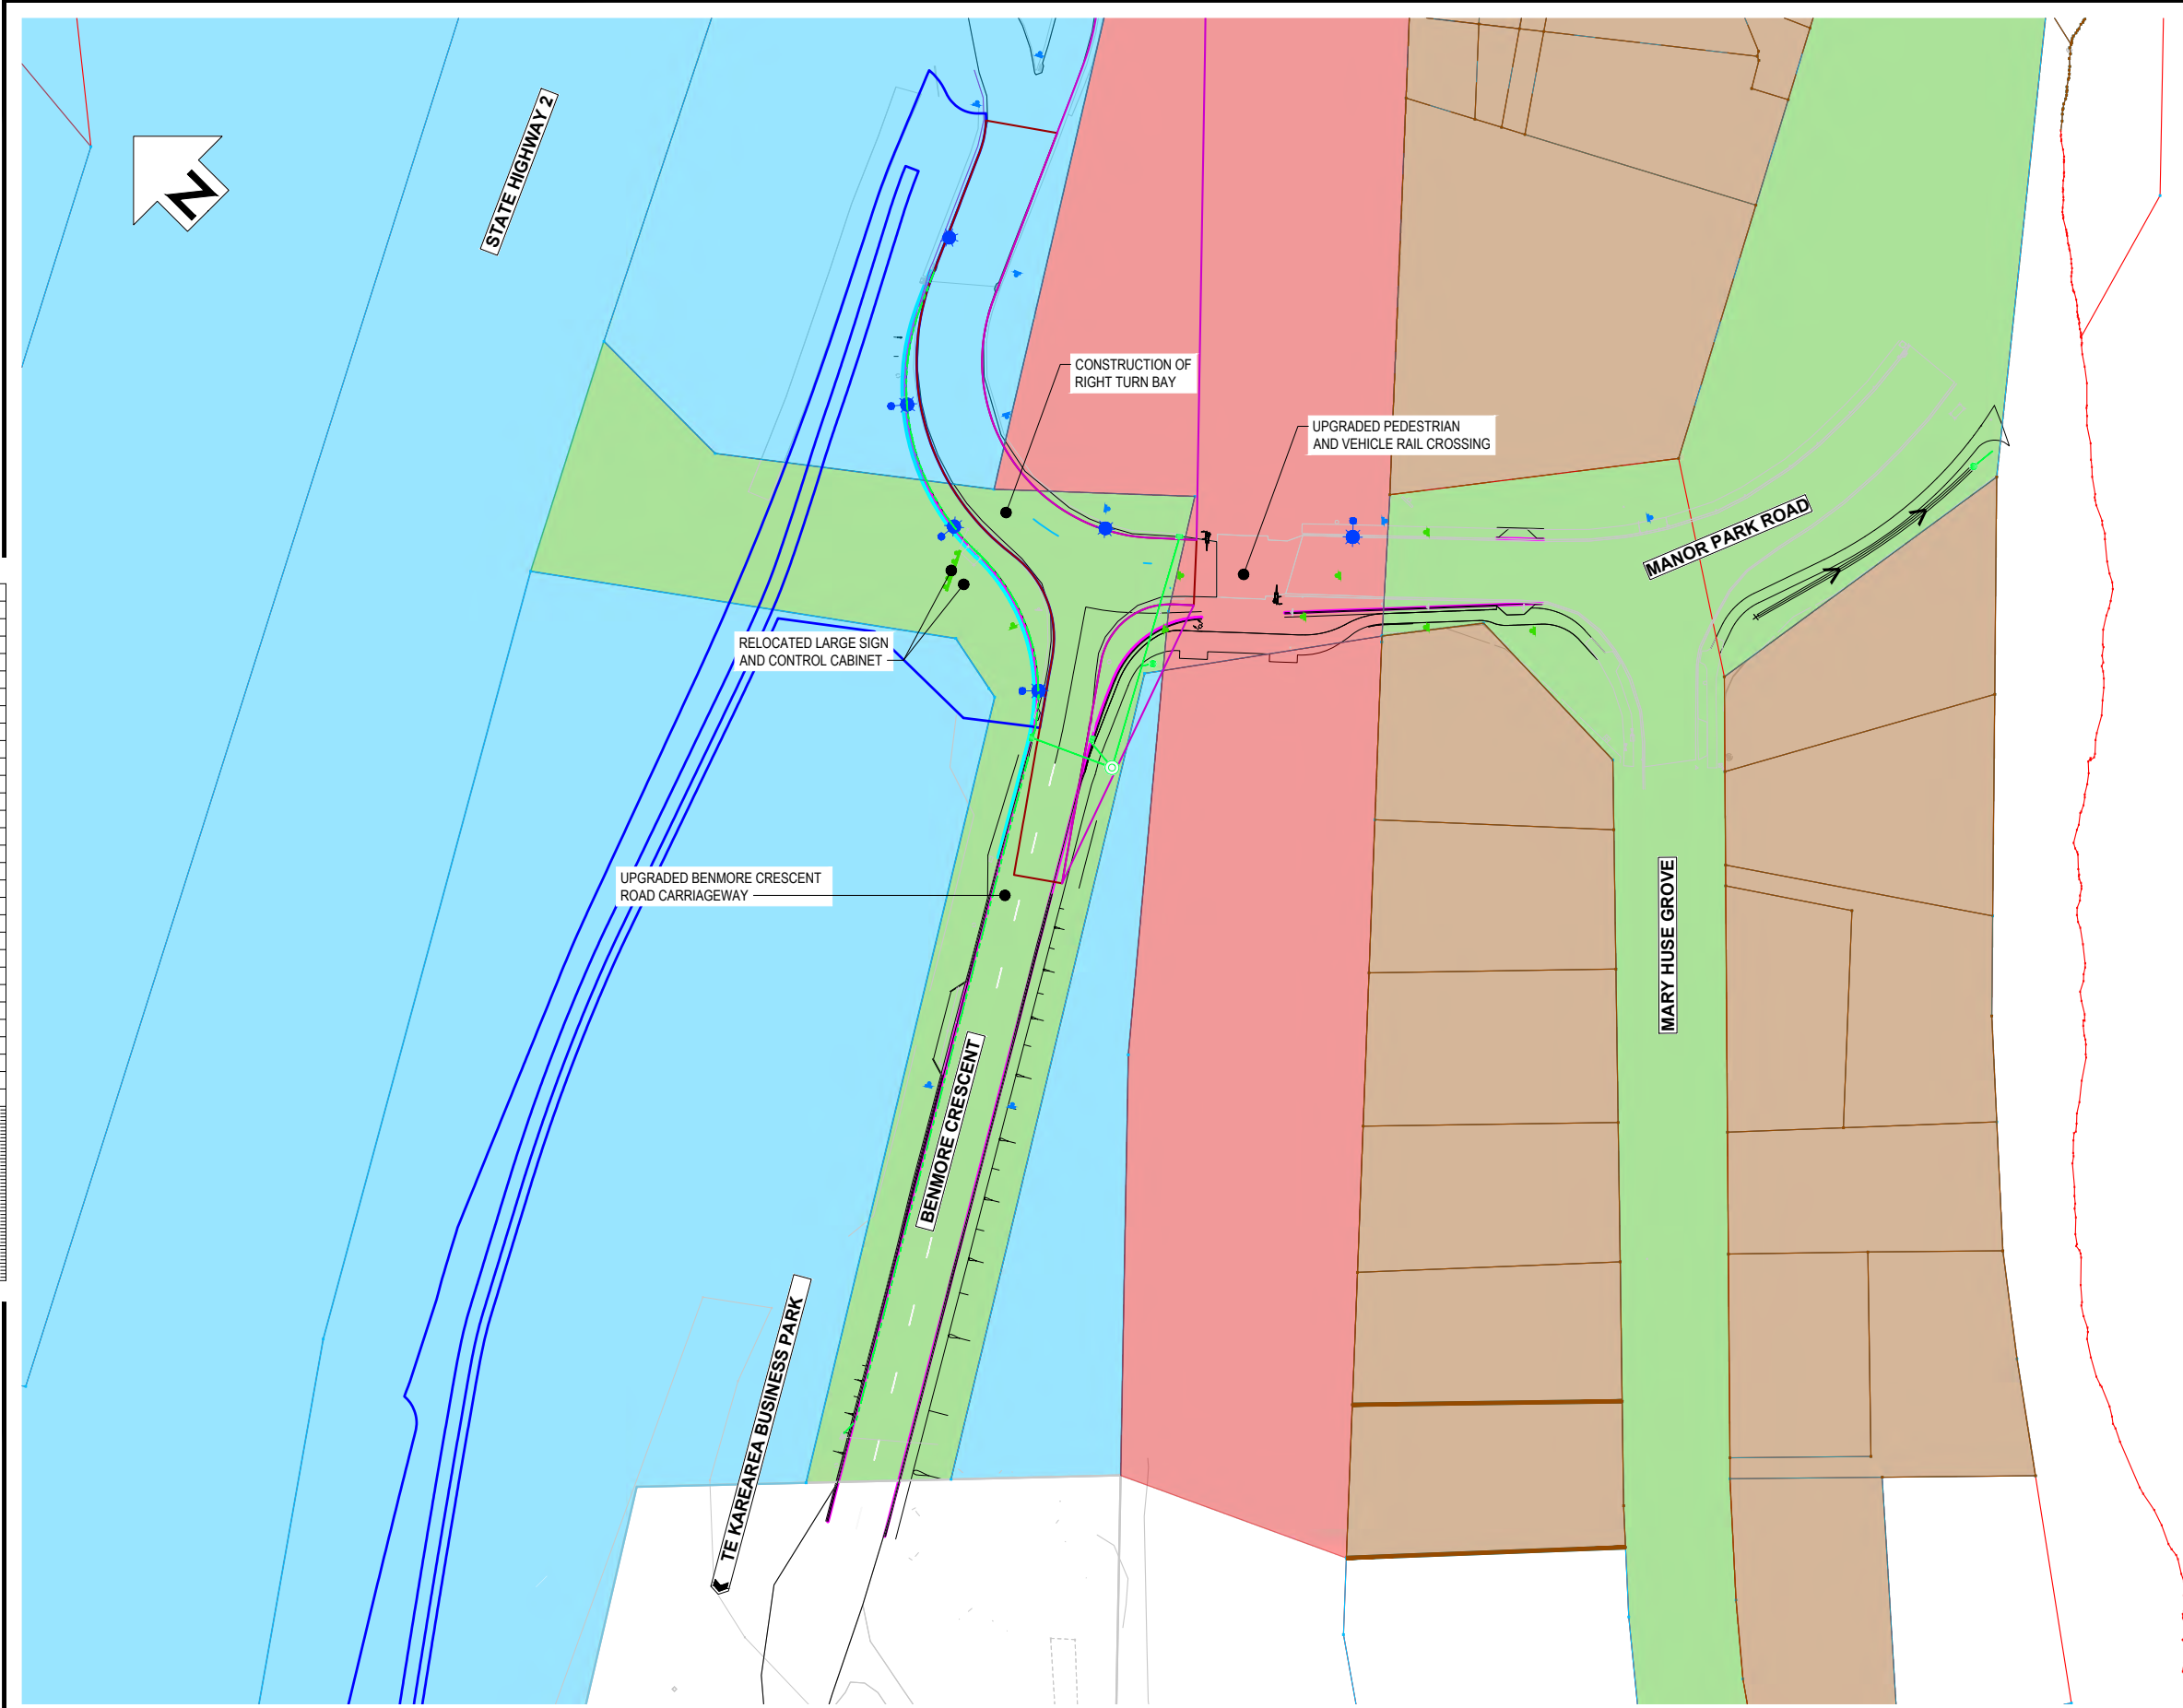 STATE HIGHWAY 2
N
CONSTRUCTION OF
RIGHT TURN BAY
UPGRADED PEDESTRIAN
AND VEHICLE RAIL CROSSING
MANOR PARK ROAD
RELOCATED LARGE SIGN
AND CONTROL CABINET
UPGRADED BENMORE CRESCENT
ROAD CARRIAGEWAY
MARY HUSE GROVE
BENMORE CRESCENT
TE KAREAREA BUSINESS PARK